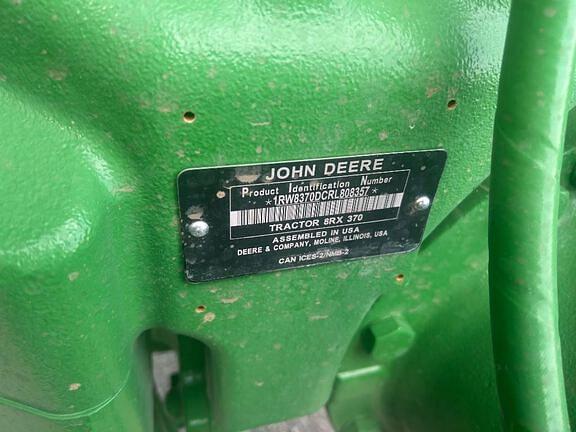 JOHN DEERE
Product Identification Number
*1RW8370DCRL808357*
TRACTOR 8RX 370
ASSEMBLED IN USA
DEERE & COMPANY, MOLINE, ILLINOIS, USA
CAN ICES-2/NMB-2